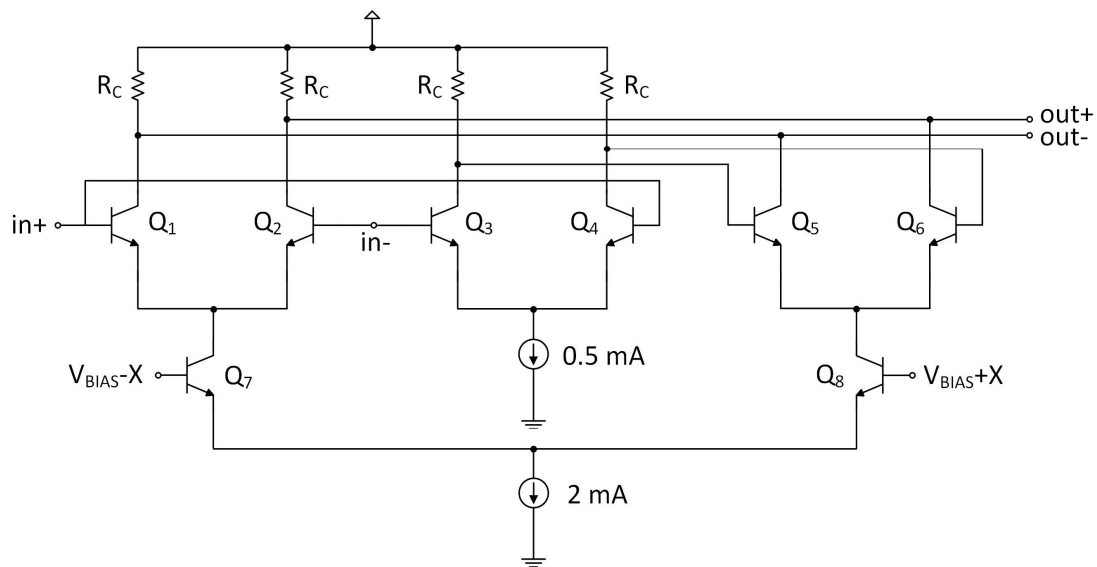 R_C R_C R_C R_C
out+
out-
in+ Q_1 Q_2 in- Q_3 Q_4 Q_5 Q_6
0.5 mA
V_BIAS-X Q_7 Q_8 V_BIAS+X
2 mA